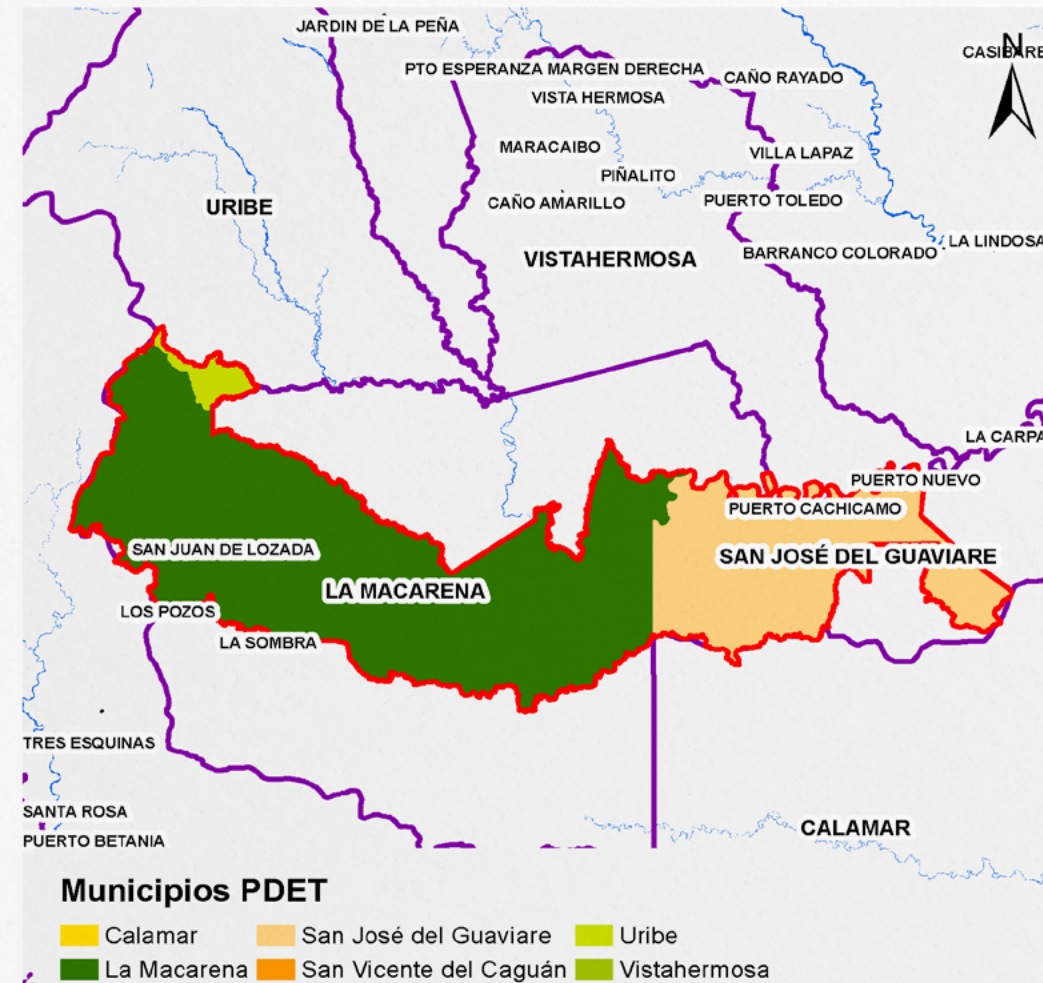 JARDIN DE LA PEÑA
N
CASIBARE
PTO ESPERANZA MARGEN DERECHA
CAÑO RAYADO
VISTA HERMOSA
MARACAIBO
VILLA LAPAZ
PIÑALITO
CAÑO AMARILLO
PUERTO TOLEDO
URIBE
LA LINDOSA
BARRANCO COLORADO
VISTAHERMOSA
LA CARPA
PUERTO NUEVO
PUERTO CACHICAMO
SAN JUAN DE LOZADA
SAN JOSÉ DEL GUAVIARE
LA MACARENA
LOS POZOS
LA SOMBRA
TRES ESQUINAS
SANTA ROSA
CALAMAR
PUERTO BETANIA
Municipios PDET
Calamar San José del Guaviare Uribe
La Macarena San Vicente del Caguán Vistahermosa